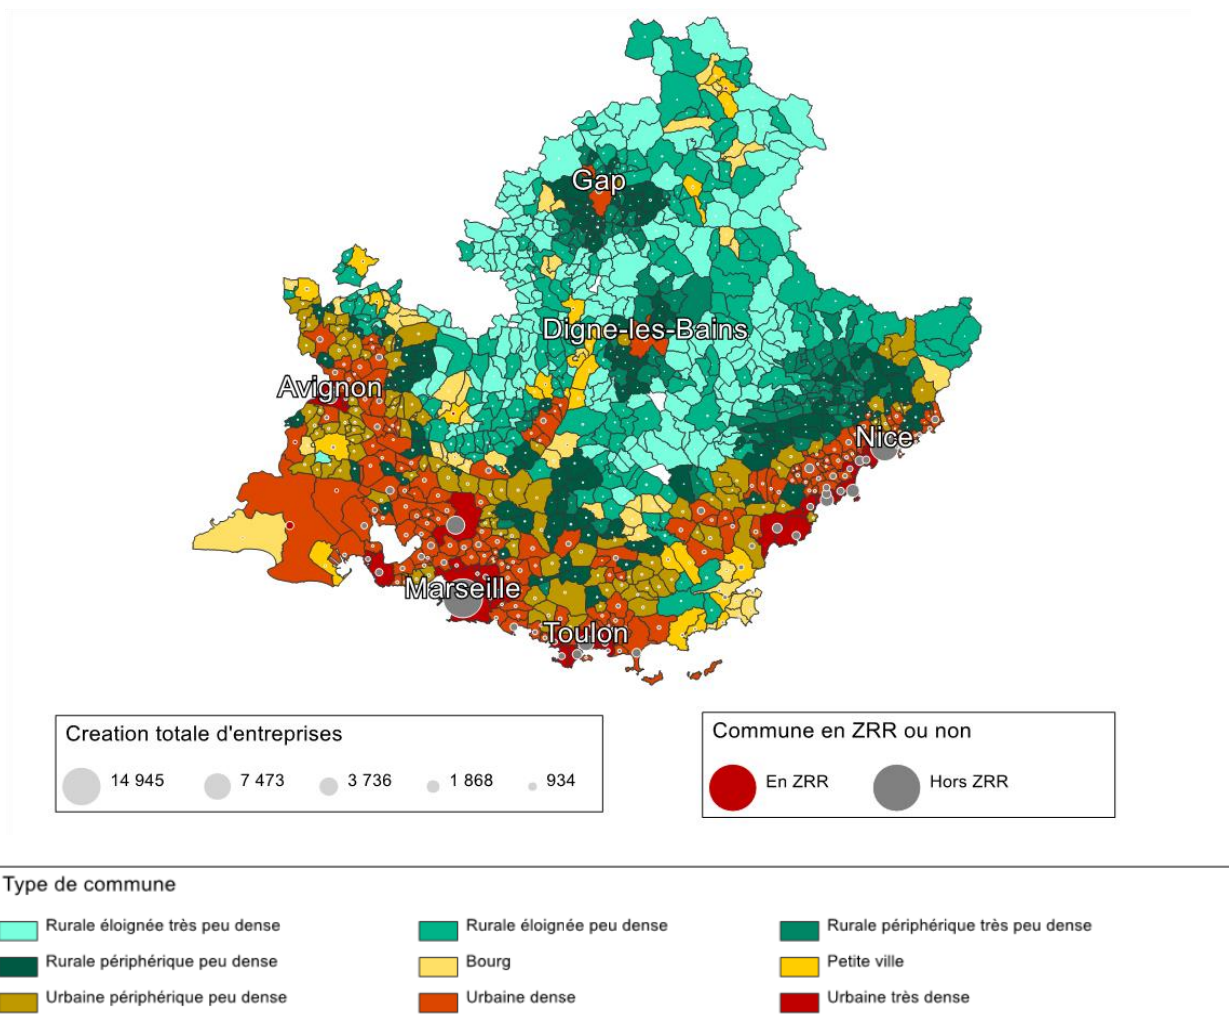 Gap
Digne-les-Bains
Avignon
Nice
Marseille
Toulon
Creation totale d'entreprises
14 945 7 473 3 736 1 868 934
Commune en ZRR ou non
En ZRR Hors ZRR
Type de commune
Rurale éloignée très peu dense Rurale éloignée peu dense Rurale périphérique très peu dense
Rurale périphérique peu dense Bourg Petite ville
Urbaine périphérique peu dense Urbaine dense Urbaine très dense